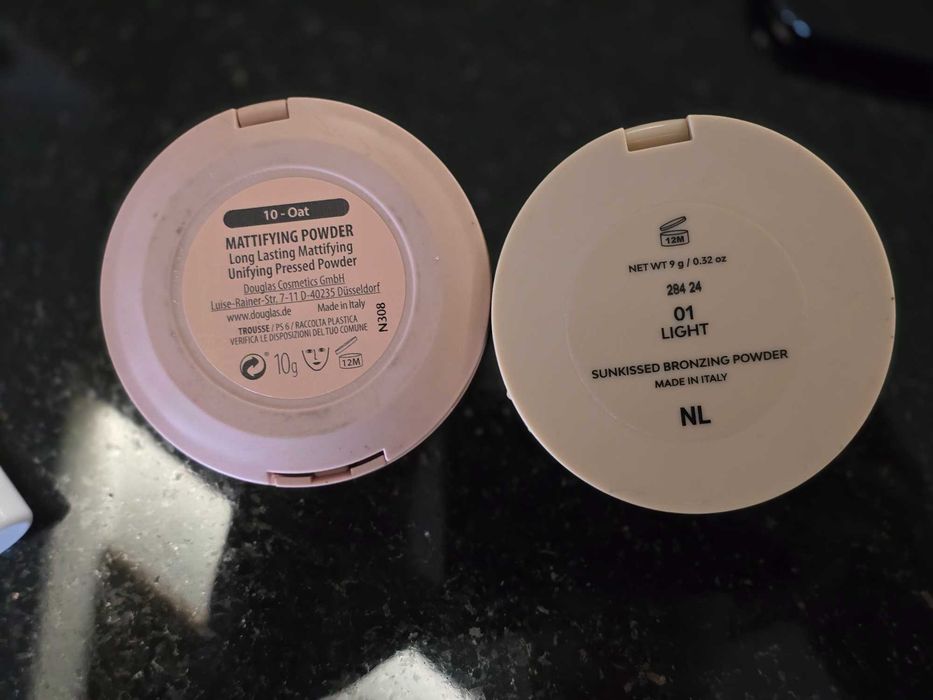 10 - Oat
MATTIFYING POWDER
Long Lasting Mattifying
Unifying Pressed Powder
Douglas Cosmetics GmbH
Luise-Rainer-Str. 7-11 D-40235 Düsseldorf
www.douglas.de Made in Italy
TROUSSE / PS 6 / RACCOLTA PLASTICA
VERIFICA LE DISPOSIZIONI DEL TUO COMUNE
N308
10g
12M
12M
NET WT 9 g / 0.32 oz
284 24
01
LIGHT
SUNKISSED BRONZING POWDER
MADE IN ITALY
NL